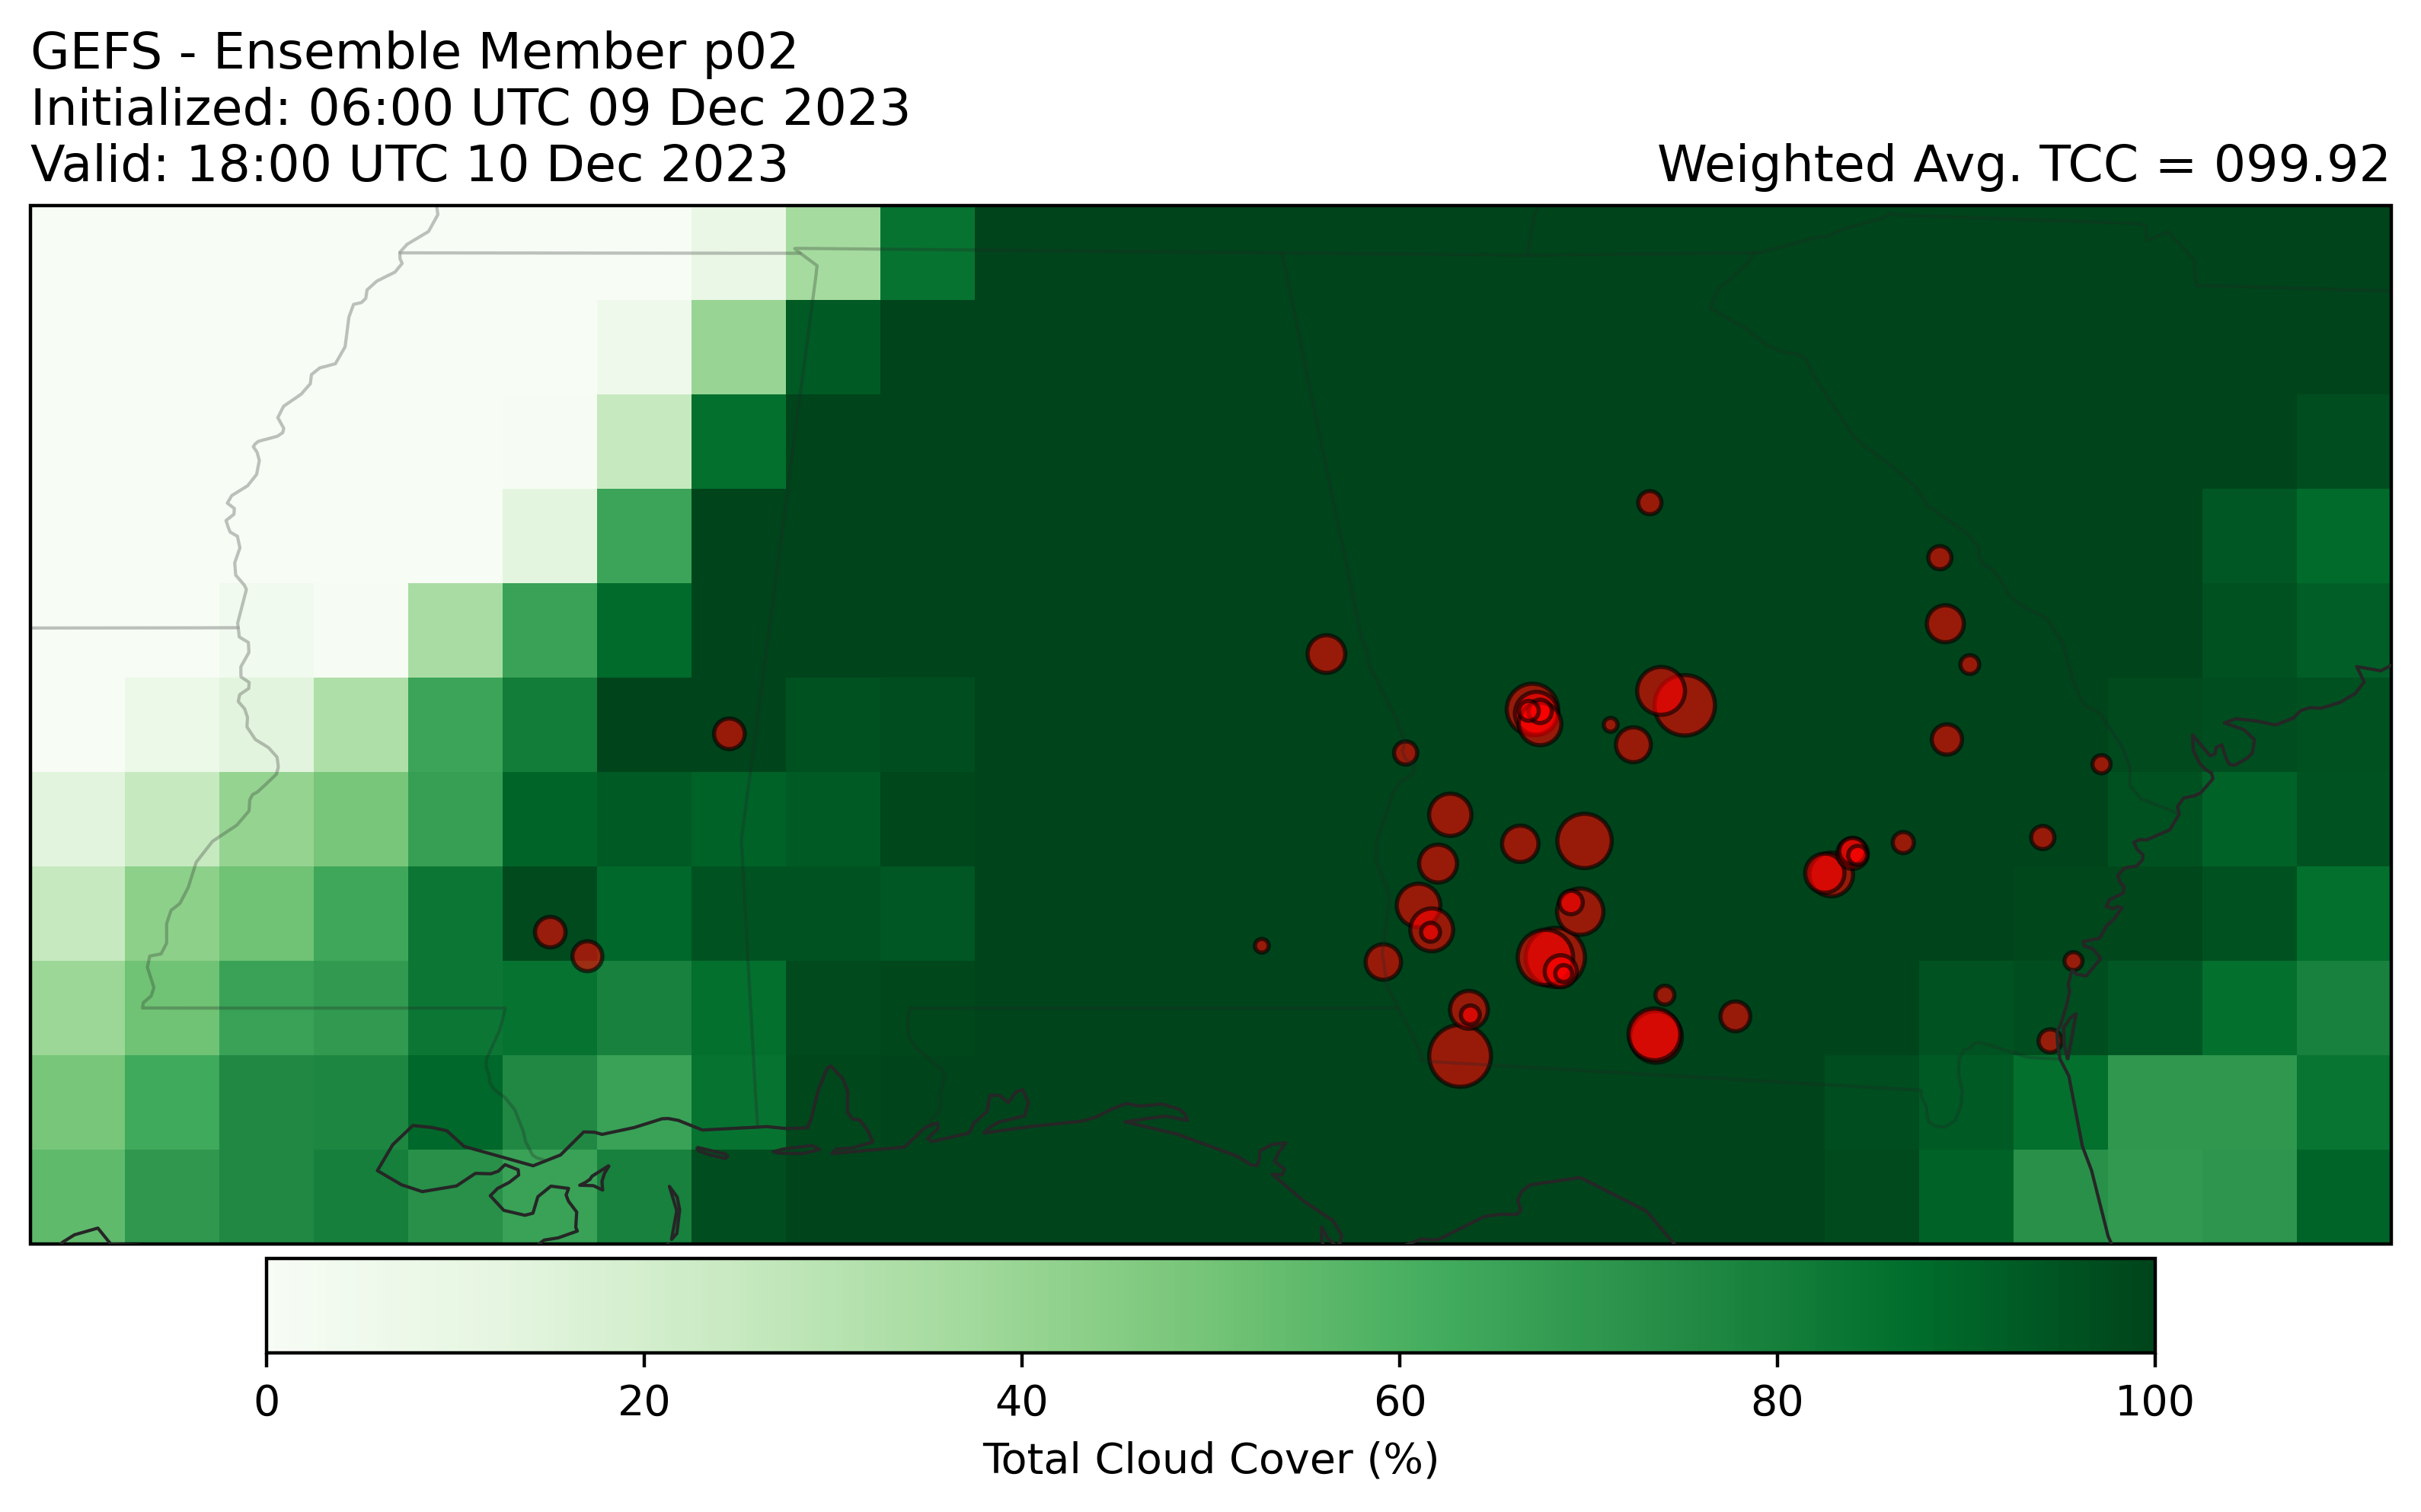 GEFS - Ensemble Member p02
Initialized: 06:00 UTC 09 Dec 2023
Valid: 18:00 UTC 10 Dec 2023
Weighted Avg. TCC = 099.92
0 20 40 60 80 100
Total Cloud Cover (%)